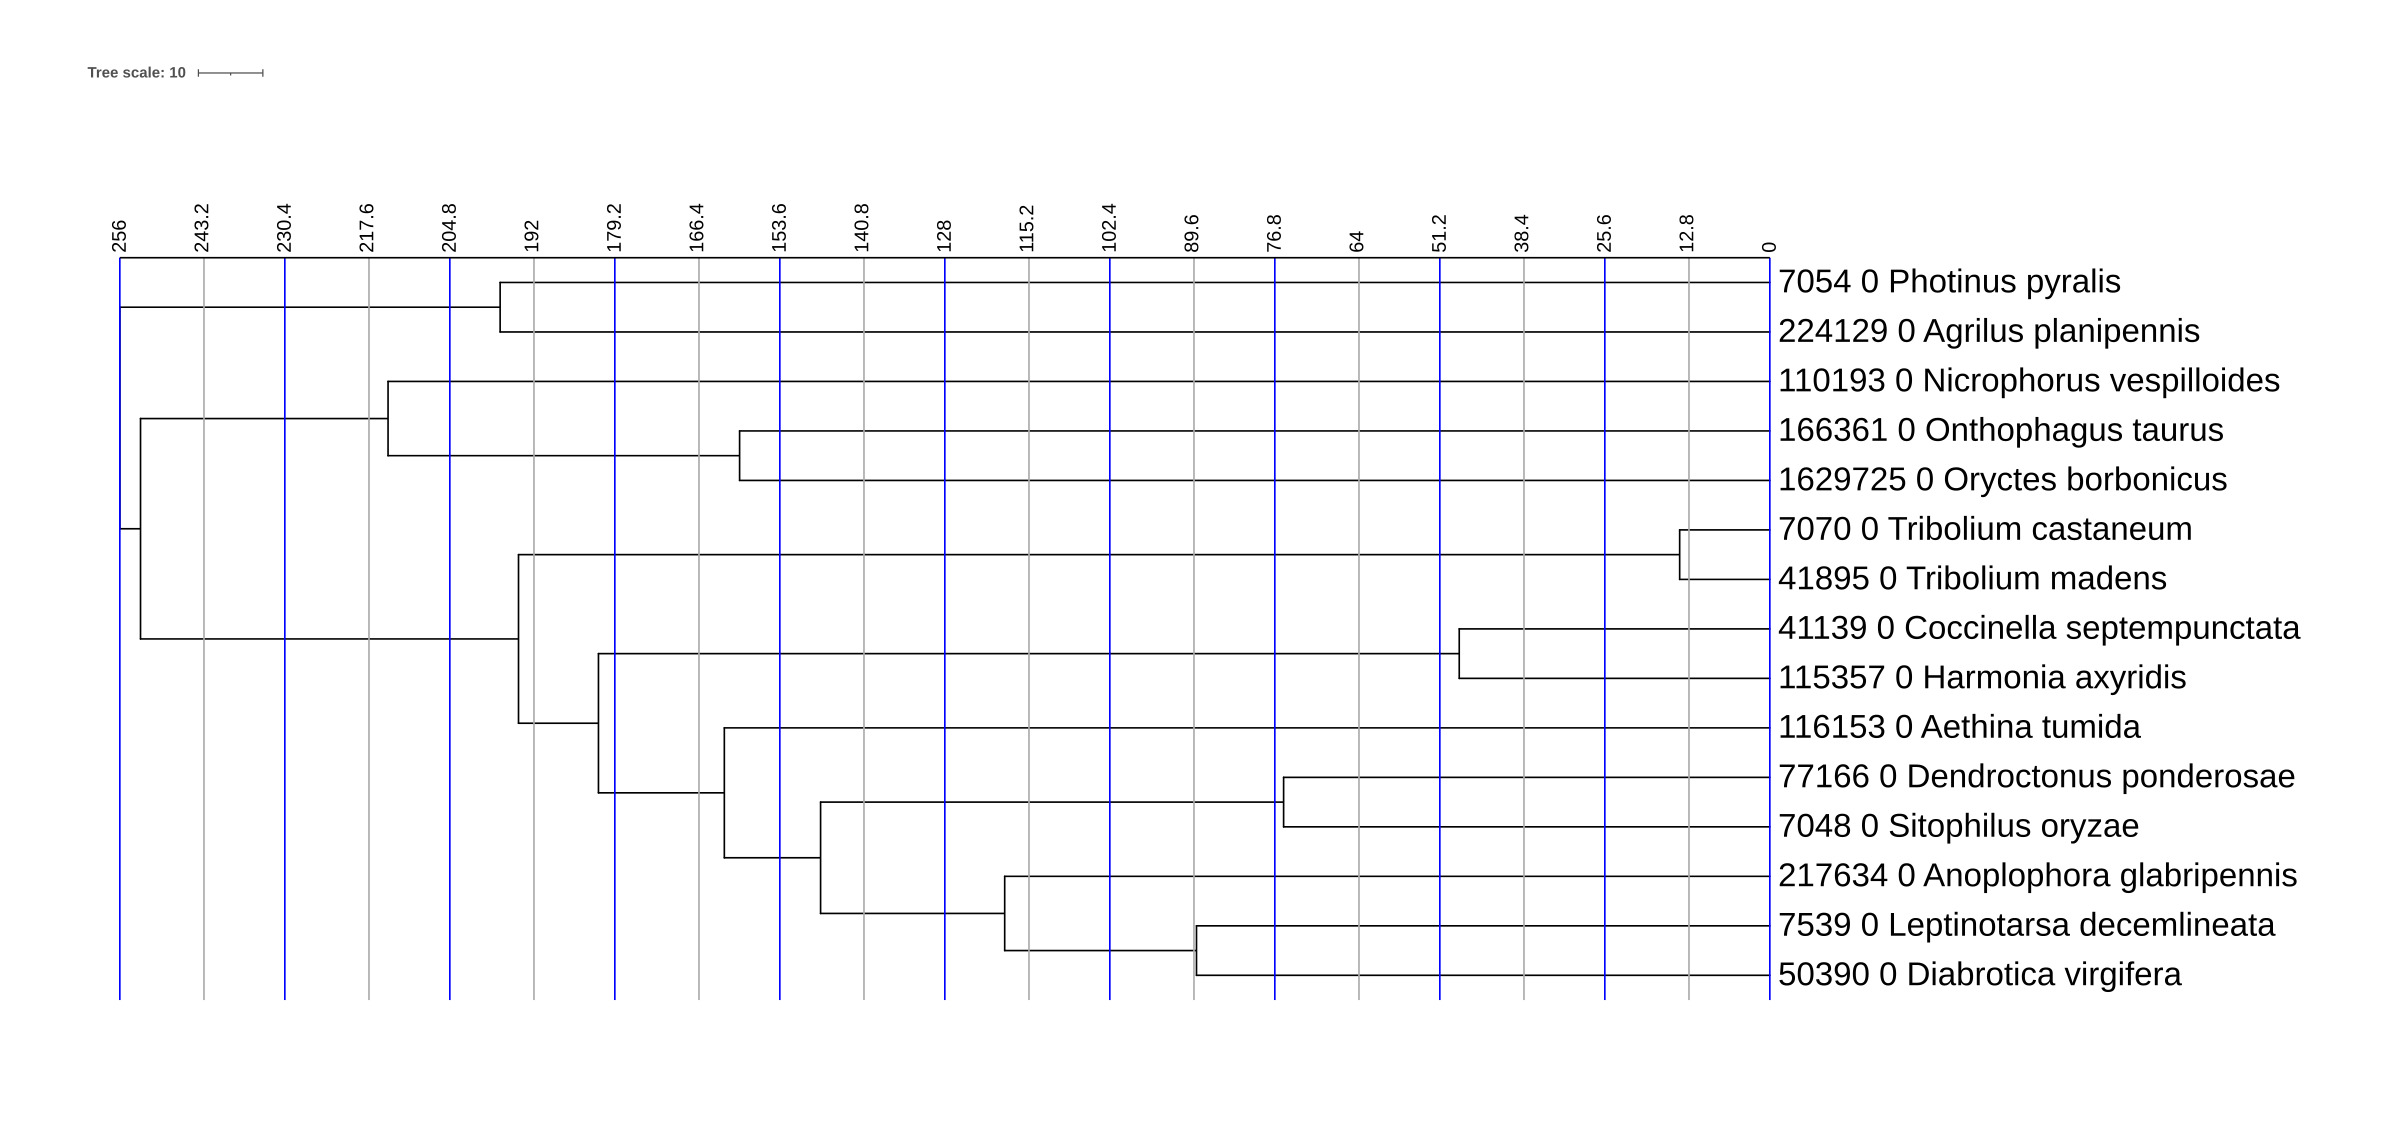 Tree scale: 10
256
243.2
230.4
217.6
204.8
192
179.2
166.4
153.6
140.8
128
115.2
102.4
89.6
76.8
64
51.2
38.4
25.6
12.8
0
7054 0 Photinus pyralis
224129 0 Agrilus planipennis
110193 0 Nicrophorus vespilloides
166361 0 Onthophagus taurus
1629725 0 Oryctes borbonicus
7070 0 Tribolium castaneum
41895 0 Tribolium madens
41139 0 Coccinella septempunctata
115357 0 Harmonia axyridis
116153 0 Aethina tumida
77166 0 Dendroctonus ponderosae
7048 0 Sitophilus oryzae
217634 0 Anoplophora glabripennis
7539 0 Leptinotarsa decemlineata
50390 0 Diabrotica virgifera